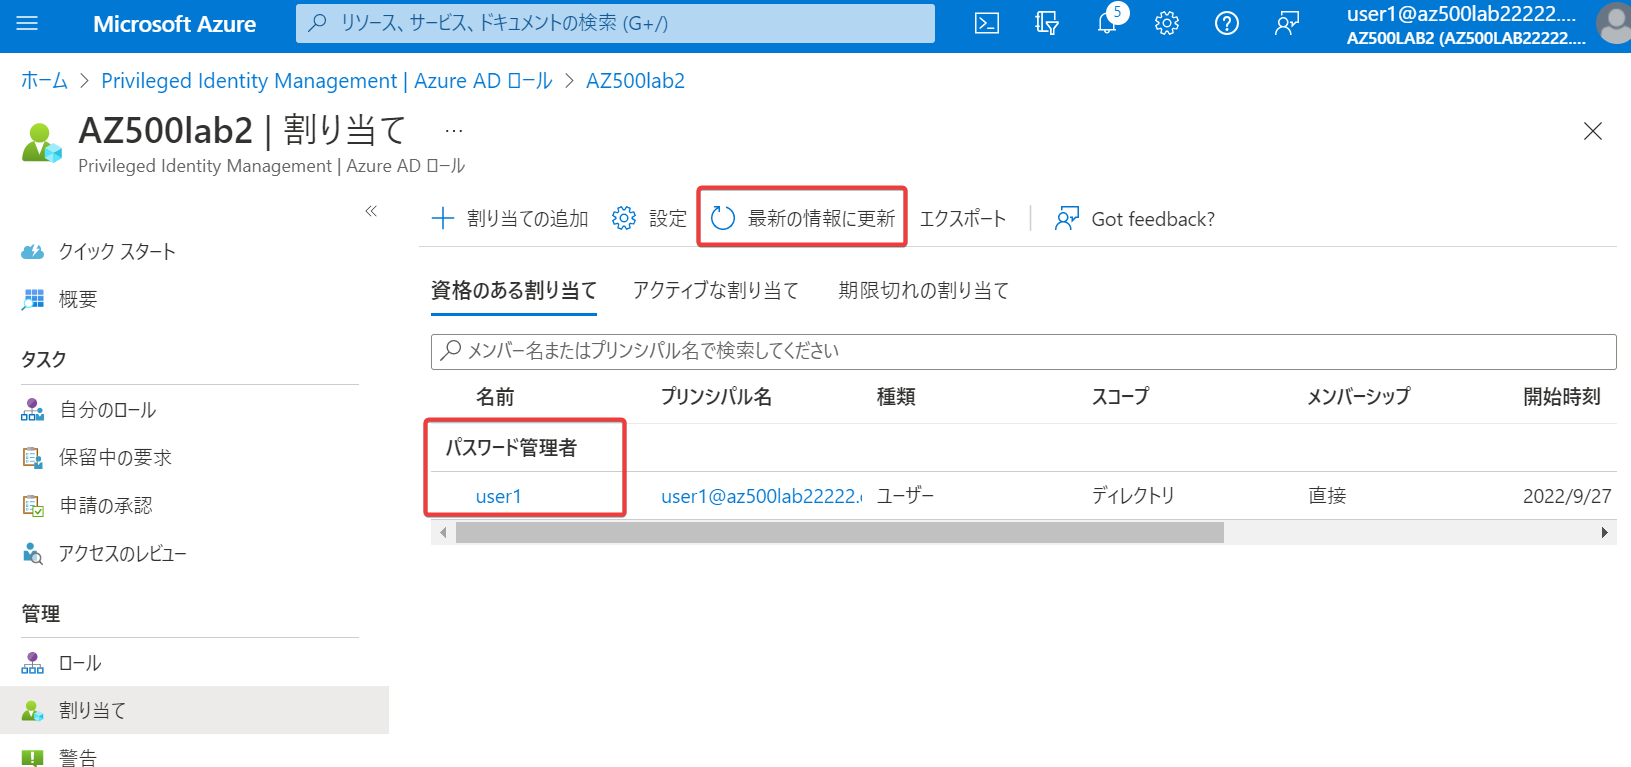 Microsoft Azure
リソース、サービス、ドキュメントの検索 (G+/)
5
user1@az500lab22222....
AZ500LAB2 (AZ500LAB22222....
ホーム > Privileged Identity Management | Azure AD ロール > AZ500lab2
AZ500lab2 | 割り当て ...
Privileged Identity Management | Azure AD ロール
«
クイック スタート
概要
タスク
自分のロール
保留中の要求
申請の承認
アクセスのレビュー
管理
ロール
割り当て
警告
割り当ての追加 設定 最新の情報に更新 エクスポート Got feedback?
資格のある割り当て アクティブな割り当て 期限切れの割り当て
メンバー名またはプリンシパル名で検索してください
名前 プリンシパル名 種類 スコープ メンバーシップ 開始時刻
パスワード管理者
user1 user1@az500lab22222. ユーザー ディレクトリ 直接 2022/9/27